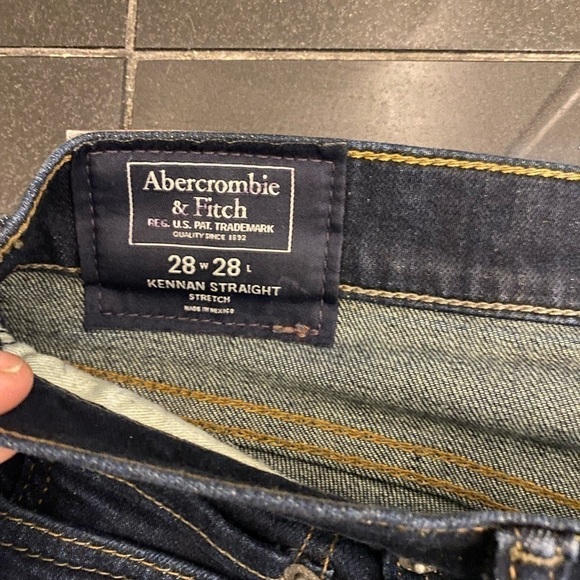 Abercrombie
& Fitch
REG. U.S. PAT. TRADEMARK
QUALITY SINCE 1892
28 W 28 L
KENNAN STRAIGHT
STRETCH
MADE IN MEXICO